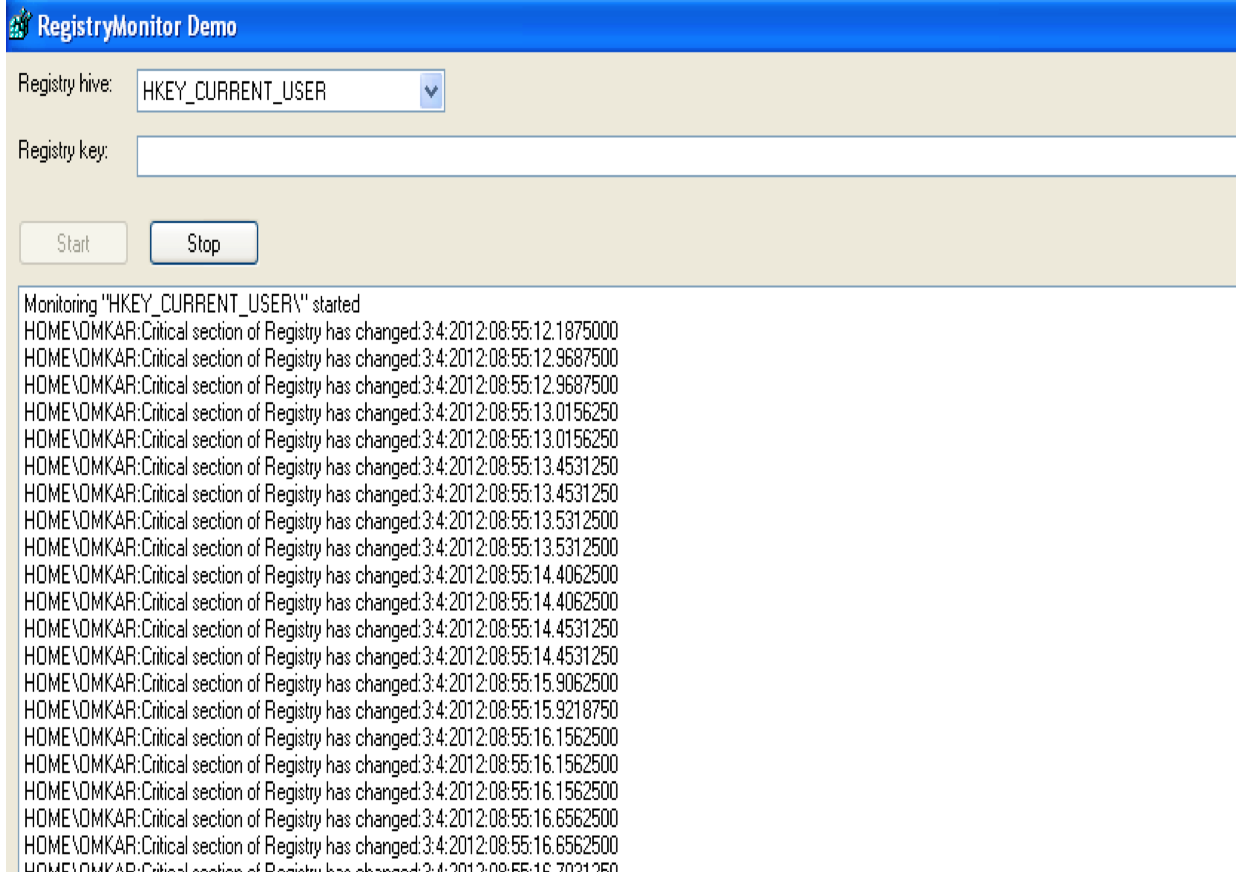 RegistryMonitor Demo
Registry hive: HKEY_CURRENT_USER
Registry key:
Start Stop
Monitoring "HKEY_CURRENT_USER\" started
HOME\OMKAR:Critical section of Registry has changed:3:4:2012:08:55:12.1875000
HOME\OMKAR:Critical section of Registry has changed:3:4:2012:08:55:12.9687500
HOME\OMKAR:Critical section of Registry has changed:3:4:2012:08:55:12.9687500
HOME\OMKAR:Critical section of Registry has changed:3:4:2012:08:55:13.0156250
HOME\OMKAR:Critical section of Registry has changed:3:4:2012:08:55:13.0156250
HOME\OMKAR:Critical section of Registry has changed:3:4:2012:08:55:13.4531250
HOME\OMKAR:Critical section of Registry has changed:3:4:2012:08:55:13.4531250
HOME\OMKAR:Critical section of Registry has changed:3:4:2012:08:55:13.5312500
HOME\OMKAR:Critical section of Registry has changed:3:4:2012:08:55:13.5312500
HOME\OMKAR:Critical section of Registry has changed:3:4:2012:08:55:14.4062500
HOME\OMKAR:Critical section of Registry has changed:3:4:2012:08:55:14.4062500
HOME\OMKAR:Critical section of Registry has changed:3:4:2012:08:55:14.4531250
HOME\OMKAR:Critical section of Registry has changed:3:4:2012:08:55:14.4531250
HOME\OMKAR:Critical section of Registry has changed:3:4:2012:08:55:15.9062500
HOME\OMKAR:Critical section of Registry has changed:3:4:2012:08:55:15.9218750
HOME\OMKAR:Critical section of Registry has changed:3:4:2012:08:55:16.1562500
HOME\OMKAR:Critical section of Registry has changed:3:4:2012:08:55:16.1562500
HOME\OMKAR:Critical section of Registry has changed:3:4:2012:08:55:16.1562500
HOME\OMKAR:Critical section of Registry has changed:3:4:2012:08:55:16.6562500
HOME\OMKAR:Critical section of Registry has changed:3:4:2012:08:55:16.6562500
HOME\OMKAR:Critical section of Registry has changed:3:4:2012:08:55:16.7031250